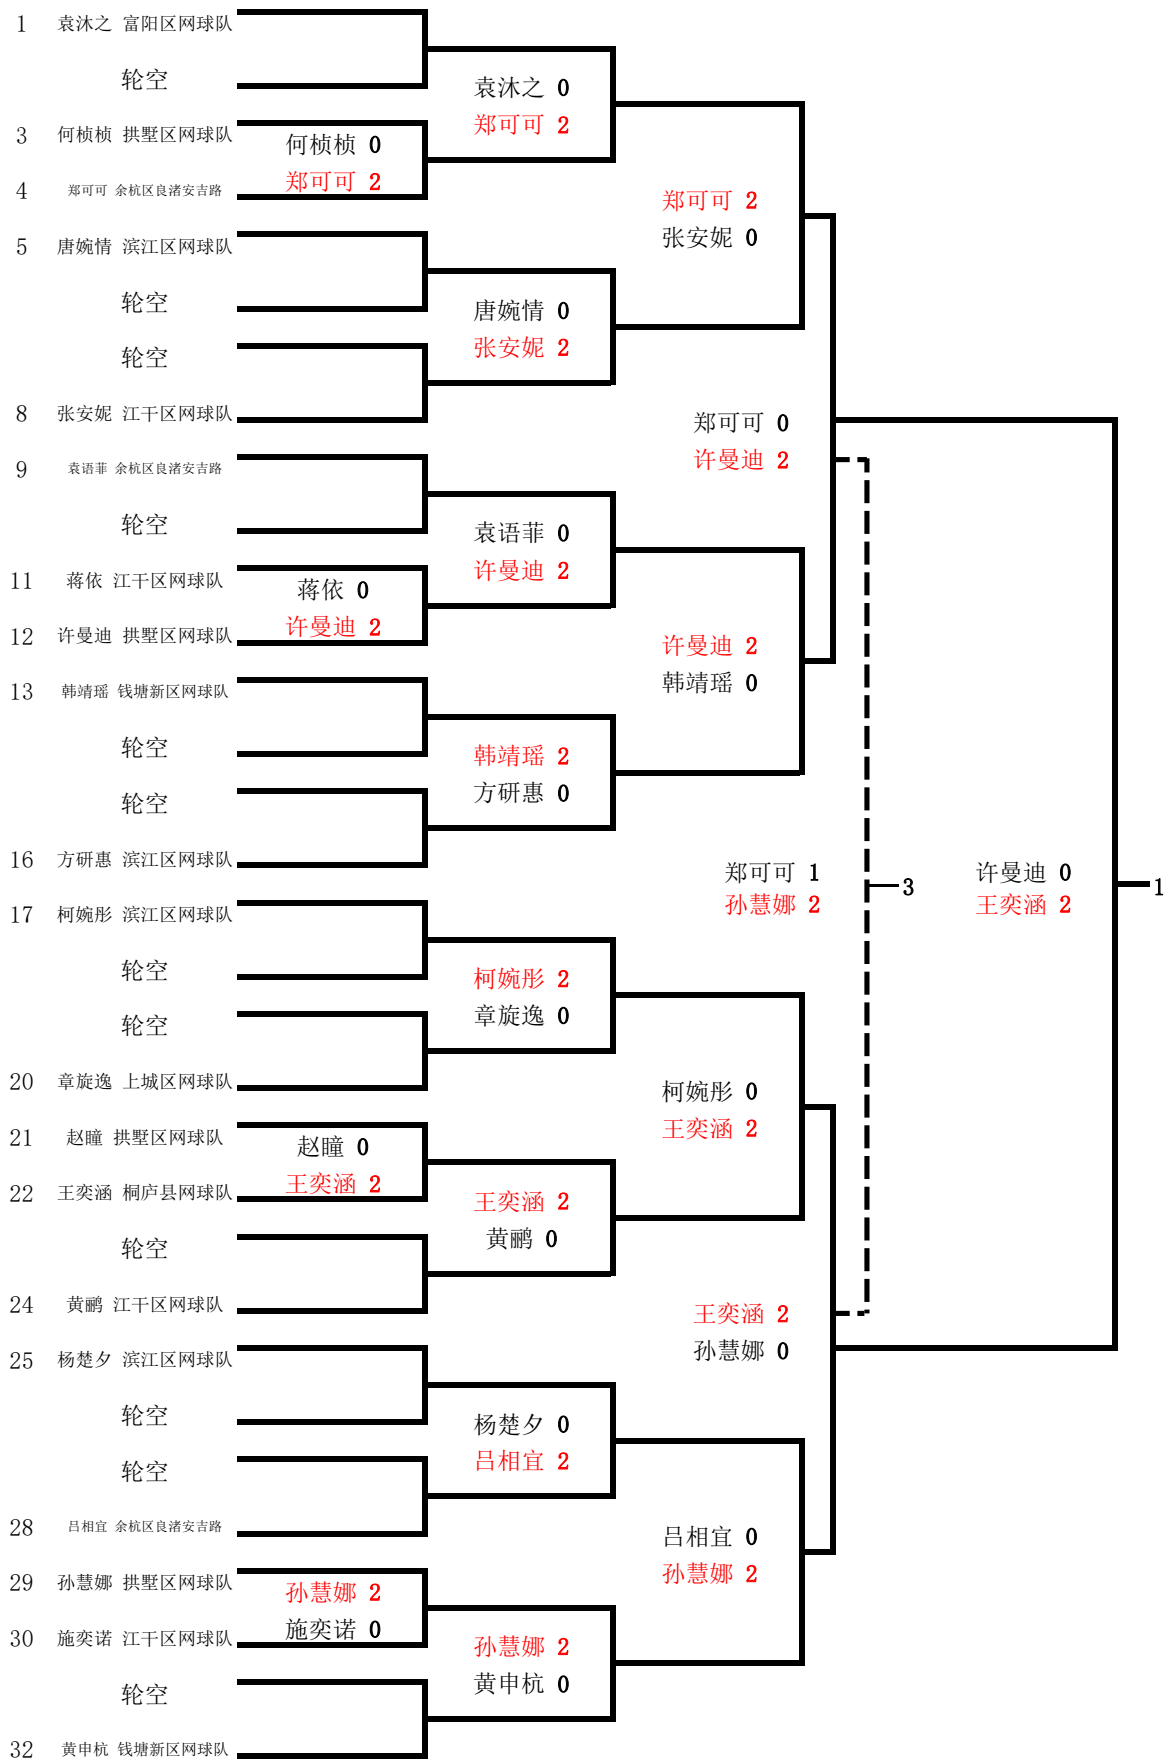 1 袁沐之 富阳区网球队
轮空
袁沐之 0
郑可可 2
3 何桢桢 拱墅区网球队
何桢桢 0
郑可可 2
4 郑可可 余杭区良渚安吉路
郑可可 2
张安妮 0
5 唐婉情 滨江区网球队
轮空
唐婉情 0
张安妮 2
轮空
8 张安妮 江干区网球队
郑可可 0
许曼迪 2
9 袁语菲 余杭区良渚安吉路
轮空
袁语菲 0
许曼迪 2
11 蒋依 江干区网球队
蒋依 0
许曼迪 2
12 许曼迪 拱墅区网球队
许曼迪 2
韩靖瑶 0
13 韩靖瑶 钱塘新区网球队
轮空
韩靖瑶 2
方研惠 0
轮空
16 方研惠 滨江区网球队
郑可可 1
孙慧娜 2
3
许曼迪 0
王奕涵 2
1
17 柯婉彤 滨江区网球队
轮空
柯婉彤 2
章旋逸 0
轮空
20 章旋逸 上城区网球队
柯婉彤 0
王奕涵 2
21 赵瞳 拱墅区网球队
赵瞳 0
王奕涵 2
22 王奕涵 桐庐县网球队
王奕涵 2
黄鹂 0
轮空
24 黄鹂 江干区网球队
王奕涵 2
孙慧娜 0
25 杨楚夕 滨江区网球队
轮空
杨楚夕 0
吕相宜 2
轮空
28 吕相宜 余杭区良渚安吉路
吕相宜 0
孙慧娜 2
29 孙慧娜 拱墅区网球队
孙慧娜 2
施奕诺 0
30 施奕诺 江干区网球队
孙慧娜 2
黄申杭 0
轮空
32 黄申杭 钱塘新区网球队